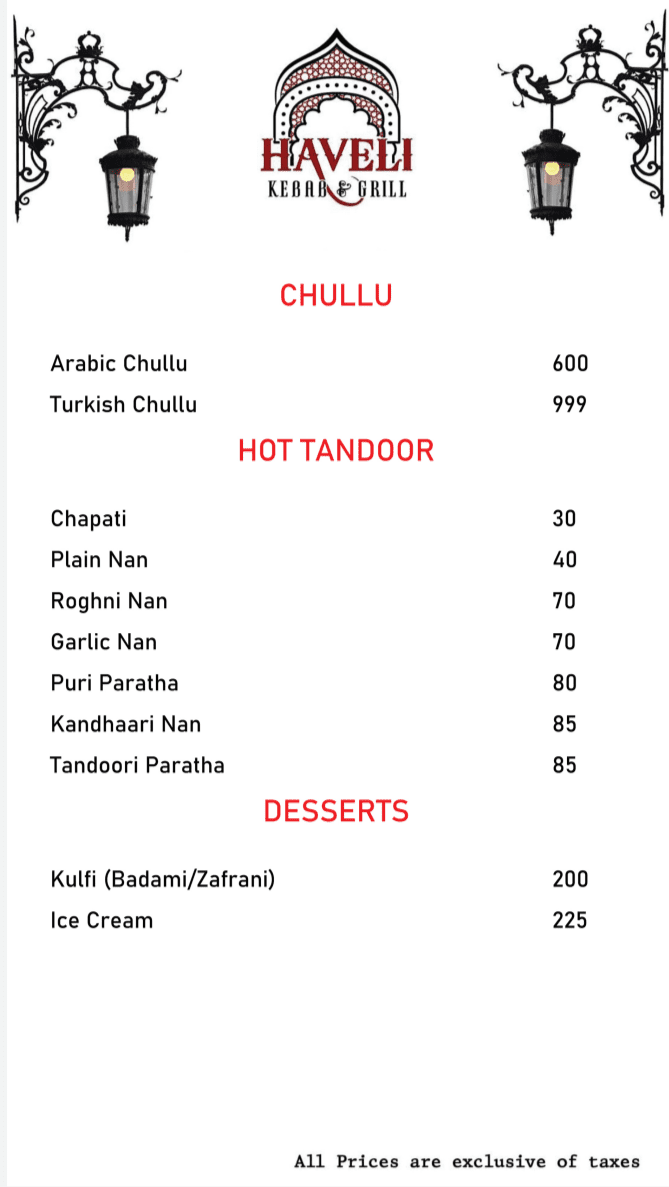 HAVELI
KEBAB & GRILL
CHULLU
Arabic Chullu 600
Turkish Chullu 999
HOT TANDOOR
Chapati 30
Plain Nan 40
Roghni Nan 70
Garlic Nan 70
Puri Paratha 80
Kandhaari Nan 85
Tandoori Paratha 85
DESSERTS
Kulfi (Badami/Zafrani) 200
Ice Cream 225
All Prices are exclusive of taxes